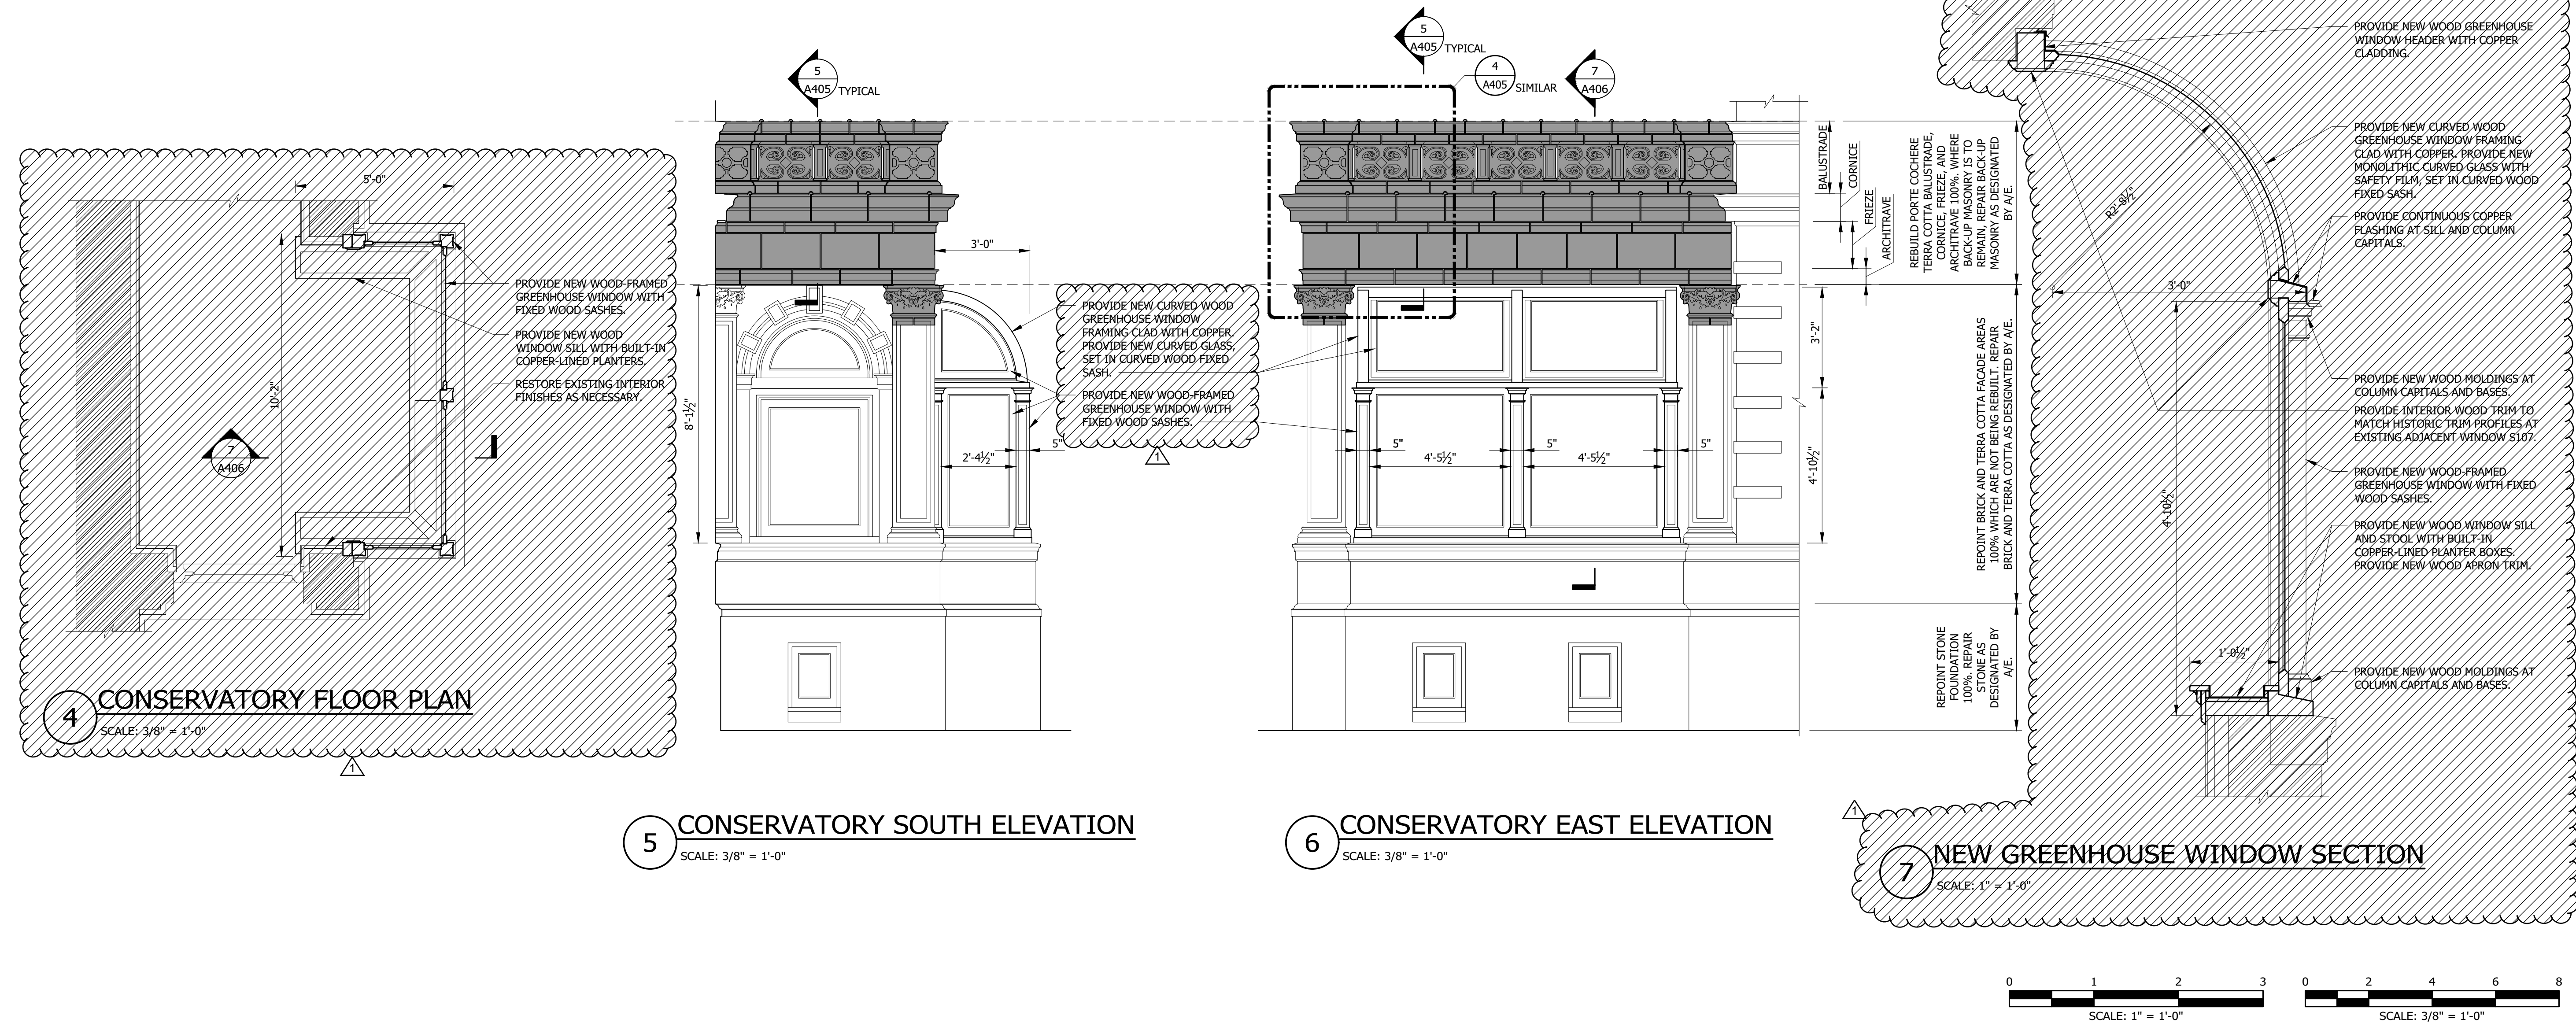 5'-0"
10'-2"
PROVIDE NEW WOOD-FRAMED
GREENHOUSE WINDOW WITH
FIXED WOOD SASHES.
PROVIDE NEW WOOD
WINDOW SILL WITH BUILT-IN
COPPER-LINED PLANTERS.
RESTORE EXISTING INTERIOR
FINISHES AS NECESSARY.
7
A406
4
CONSERVATORY FLOOR PLAN
SCALE: 3/8" = 1'-0"
1
5
A405
TYPICAL
3'-0"
8'-1½"
2'-4½"
5"
PROVIDE NEW CURVED WOOD
GREENHOUSE WINDOW
FRAMING CLAD WITH COPPER.
PROVIDE NEW CURVED GLASS,
SET IN CURVED WOOD FIXED
SASH.
PROVIDE NEW WOOD-FRAMED
GREENHOUSE WINDOW WITH
FIXED WOOD SASHES.
1
5
CONSERVATORY SOUTH ELEVATION
SCALE: 3/8" = 1'-0"
5
A405
TYPICAL
4
A405
SIMILAR
7
A406
5"
4'-5½"
5"
4'-5½"
5"
3'-2"
4'-10½"
BALUSTRADE
CORNICE
FRIEZE
ARCHITRAVE
REBUILD PORTE COCHERE
TERRA COTTA BALUSTRADE,
CORNICE, FRIEZE, AND
ARCHITRAVE 100%. WHERE
BACK-UP MASONRY IS TO
REMAIN, REPAIR BACK-UP
MASONRY AS DESIGNATED
BY A/E.
REPOINT BRICK AND TERRA COTTA FACADE AREAS
100% WHICH ARE NOT BEING REBUILT. REPAIR
BRICK AND TERRA COTTA AS DESIGNATED BY A/E.
REPOINT STONE
FOUNDATION
100%. REPAIR
STONE AS
DESIGNATED BY
A/E.
6
CONSERVATORY EAST ELEVATION
SCALE: 3/8" = 1'-0"
PROVIDE NEW WOOD GREENHOUSE
WINDOW HEADER WITH COPPER
CLADDING.
PROVIDE NEW CURVED WOOD
GREENHOUSE WINDOW FRAMING
CLAD WITH COPPER. PROVIDE NEW
MONOLITHIC CURVED GLASS WITH
SAFETY FILM, SET IN CURVED WOOD
FIXED SASH.
PROVIDE CONTINUOUS COPPER
FLASHING AT SILL AND COLUMN
CAPITALS.
R2'-8½"
3'-0"
PROVIDE NEW WOOD MOLDINGS AT
COLUMN CAPITALS AND BASES.
PROVIDE INTERIOR WOOD TRIM TO
MATCH HISTORIC TRIM PROFILES AT
EXISTING ADJACENT WINDOW S107.
PROVIDE NEW WOOD-FRAMED
GREENHOUSE WINDOW WITH FIXED
WOOD SASHES.
4'-10½"
PROVIDE NEW WOOD WINDOW SILL
AND STOOL WITH BUILT-IN
COPPER-LINED PLANTER BOXES.
PROVIDE NEW WOOD APRON TRIM.
1'-0½"
PROVIDE NEW WOOD MOLDINGS AT
COLUMN CAPITALS AND BASES.
1
7
NEW GREENHOUSE WINDOW SECTION
SCALE: 1" = 1'-0"
0 1 2 3
SCALE: 1" = 1'-0"
0 2 4 6 8
SCALE: 3/8" = 1'-0"